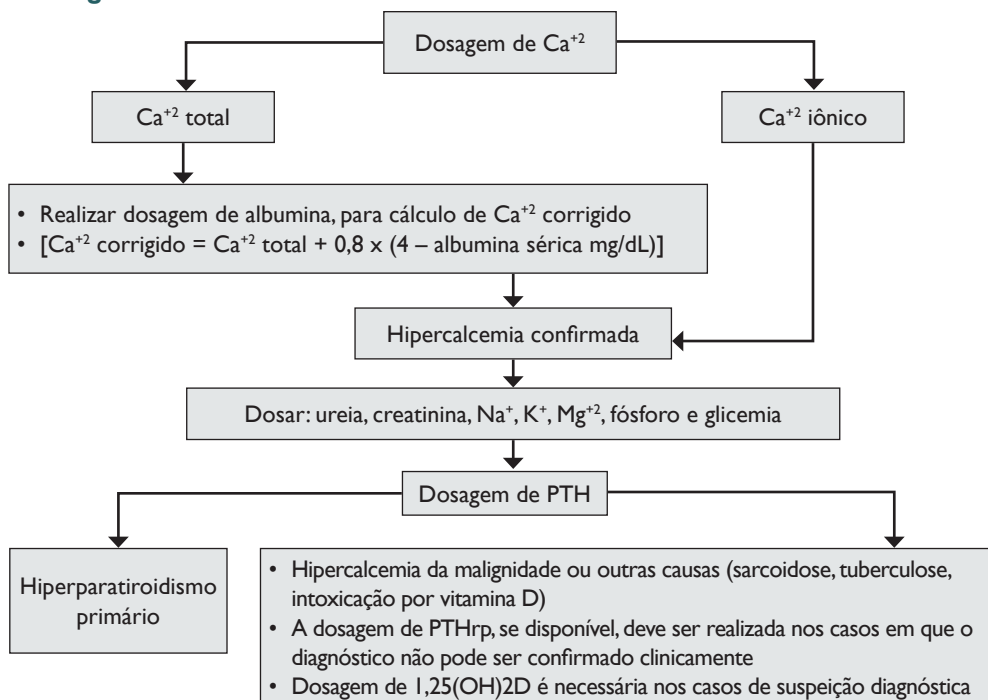 Dosagem de Ca⁺²
Ca⁺² total
Ca⁺² iônico
• Realizar dosagem de albumina, para cálculo de Ca⁺² corrigido
• [Ca⁺² corrigido = Ca⁺² total + 0,8 x (4 – albumina sérica mg/dL)]
Hipercalcemia confirmada
Dosar: ureia, creatinina, Na⁺, K⁺, Mg⁺², fósforo e glicemia
Dosagem de PTH
Hiperparatiroidismo
primário
• Hipercalcemia da malignidade ou outras causas (sarcoidose, tuberculose,
intoxicação por vitamina D)
• A dosagem de PTHrp, se disponível, deve ser realizada nos casos em que o
diagnóstico não pode ser confirmado clinicamente
• Dosagem de 1,25(OH)2D é necessária nos casos de suspeição diagnóstica